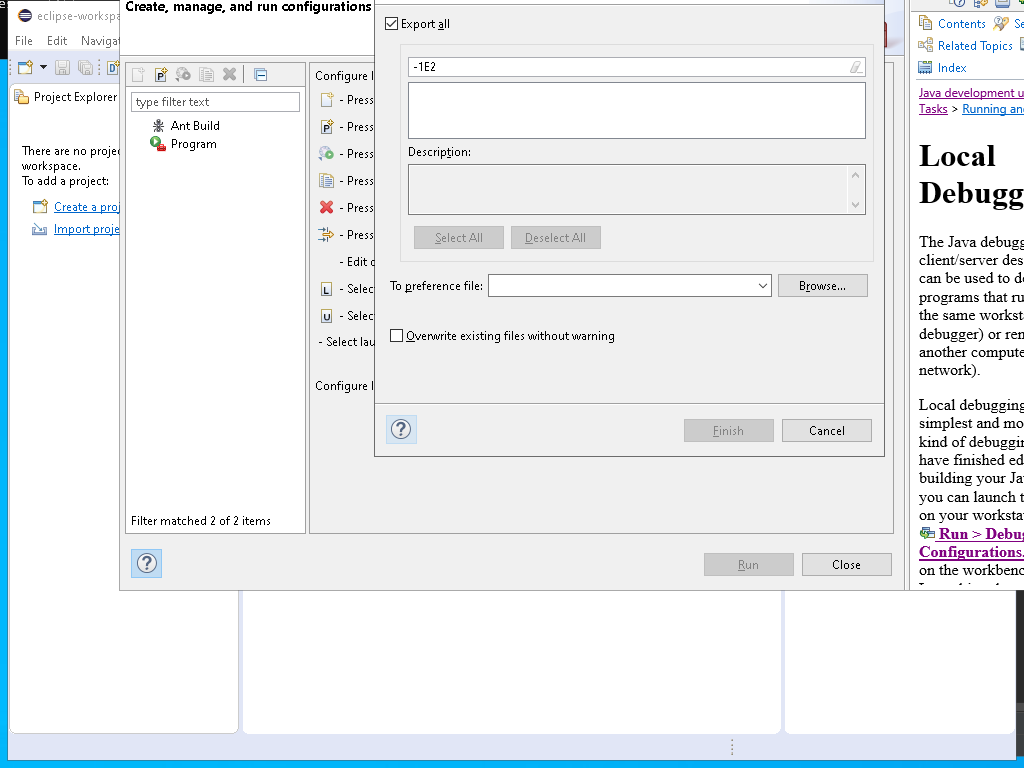 eclipse-workspa
Create, manage, and run configurations
File Edit Navigat
Project Explorer
There are no projec
workspace.
To add a project:
Create a proj
Import proje
type filter text
Ant Build
Program
Filter matched 2 of 2 items
Configure l
- Press
- Press
- Press
- Press
- Press
- Press
- Edit o
- Selec
- Selec
- Select lau
Configure l
Run
Close
Export all
-1E2
Description:
Select All
Deselect All
To preference file:
Browse...
Overwrite existing files without warning
Finish
Cancel
Contents
Se
Related Topics
Index
Java development u
Tasks > Running and
Local
Debugg
The Java debugg
client/server des
can be used to de
programs that ru
the same worksta
debugger) or rem
another compute
network).
Local debugging
simplest and mo
kind of debuggin
have finished ed
building your Jav
you can launch t
on your worksta
Run > Debug
Configurations.
on the workbenc